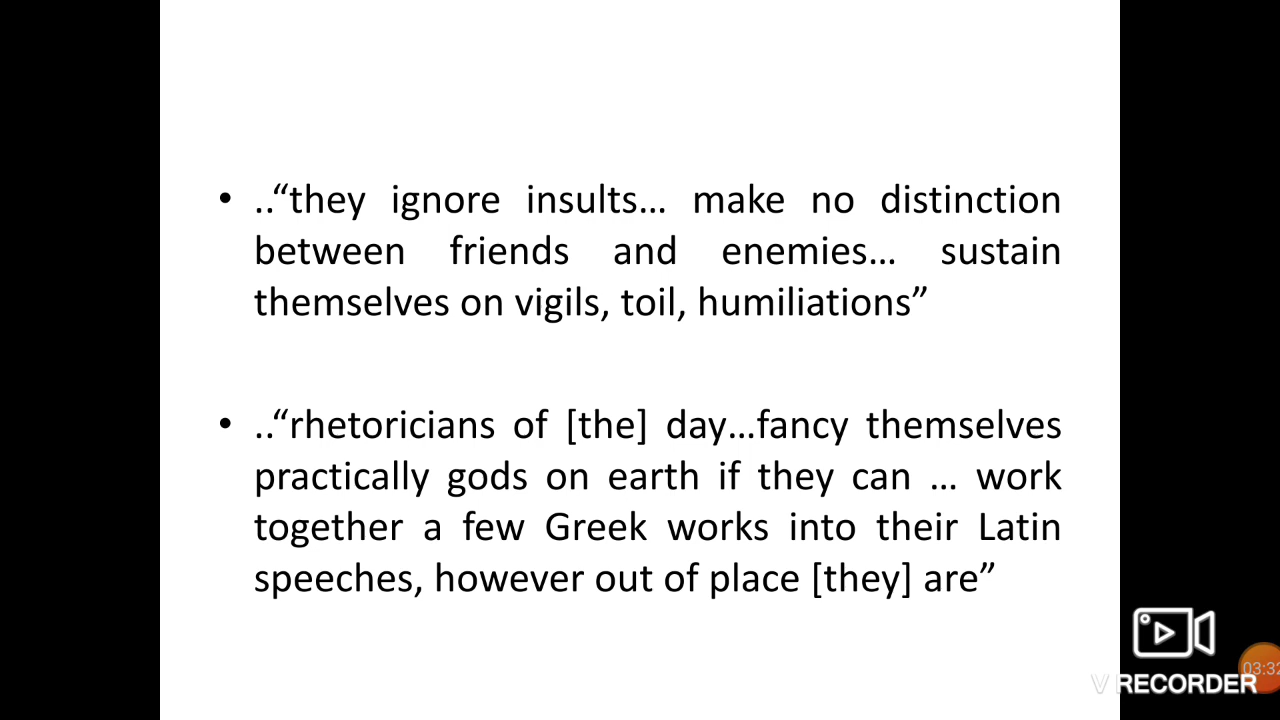 • ..“they ignore insults… make no distinction
between friends and enemies… sustain
themselves on vigils, toil, humiliations”
• ..“rhetoricians of [the] day…fancy themselves
practically gods on earth if they can … work
together a few Greek works into their Latin
speeches, however out of place [they] are”
03:32
V RECORDER